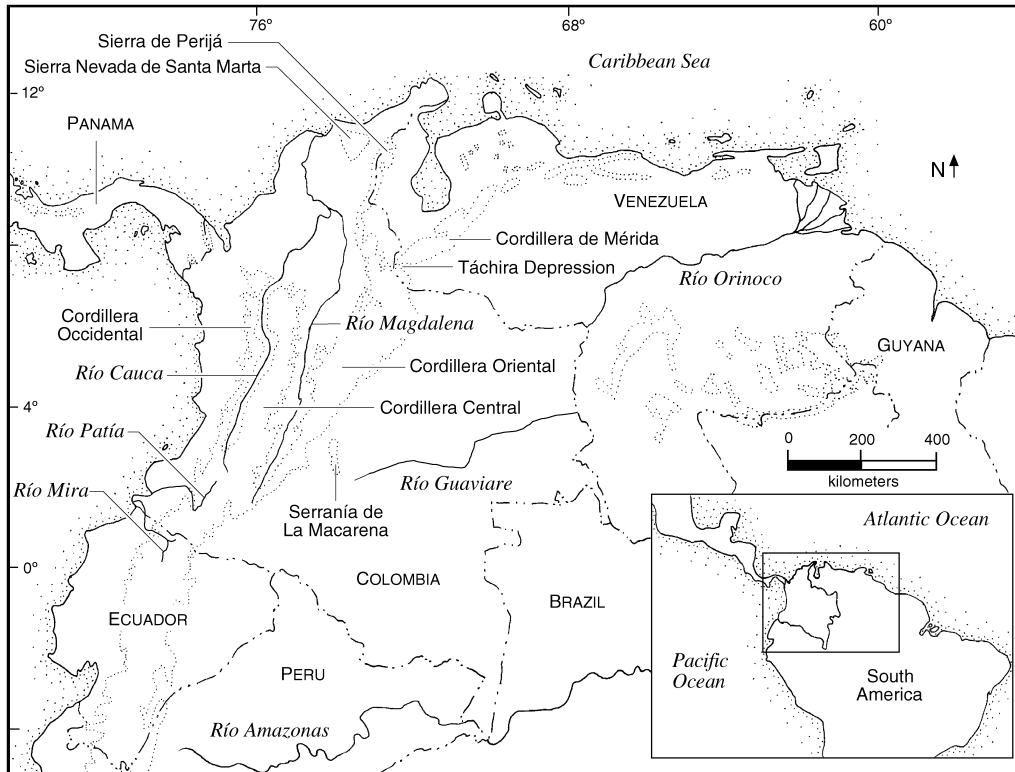 76°
68°
60°
Sierra de Perijá
Sierra Nevada de Santa Marta
Caribbean Sea
12°
PANAMA
N
VENEZUELA
Cordillera de Mérida
Táchira Depression
Río Orinoco
Cordillera
Occidental
Río Magdalena
GUYANA
Río Cauca
Cordillera Oriental
4°
Cordillera Central
Río Patía
0
200
400
kilometers
Río Mira
Río Guaviare
Serranía de
La Macarena
Atlantic Ocean
0°
COLOMBIA
BRAZIL
ECUADOR
PERU
Pacific
Ocean
South
America
Río Amazonas